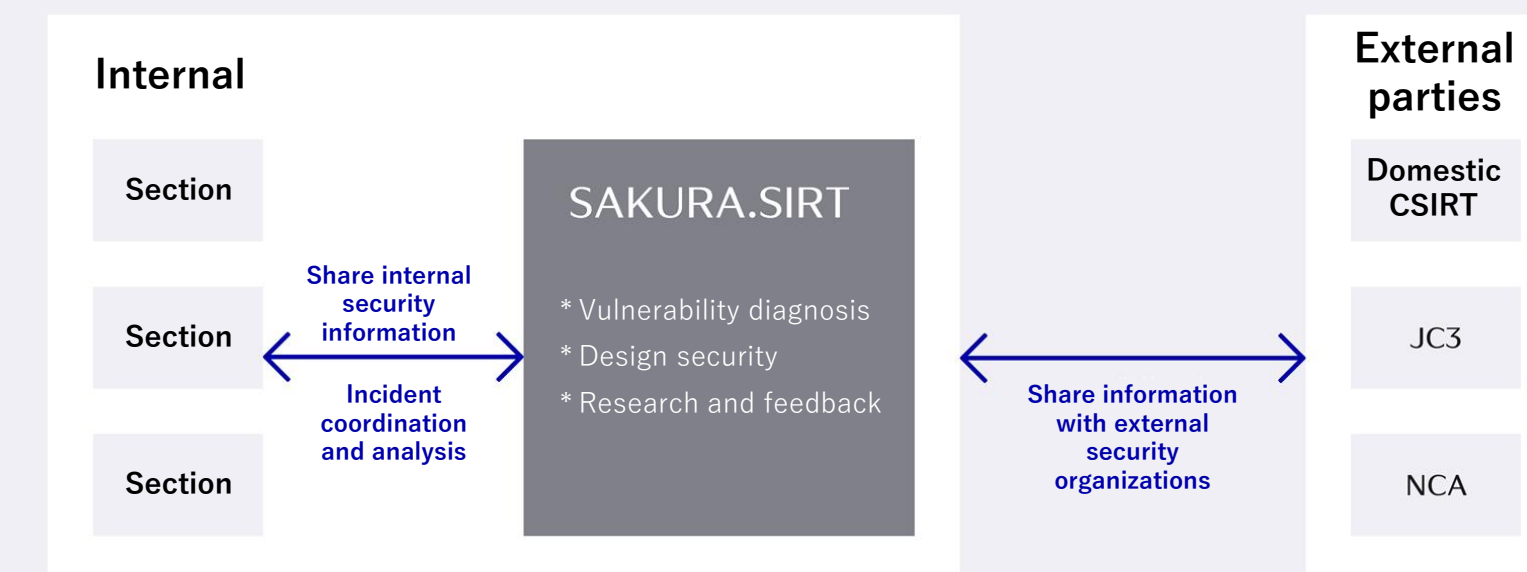 Internal
Section
Section
Section
Share internal
security
information
Incident
coordination
and analysis
SAKURA.SIRT
* Vulnerability diagnosis
* Design security
* Research and feedback
Share information
with external
security
organizations
External
parties
Domestic
CSIRT
JC3
NCA